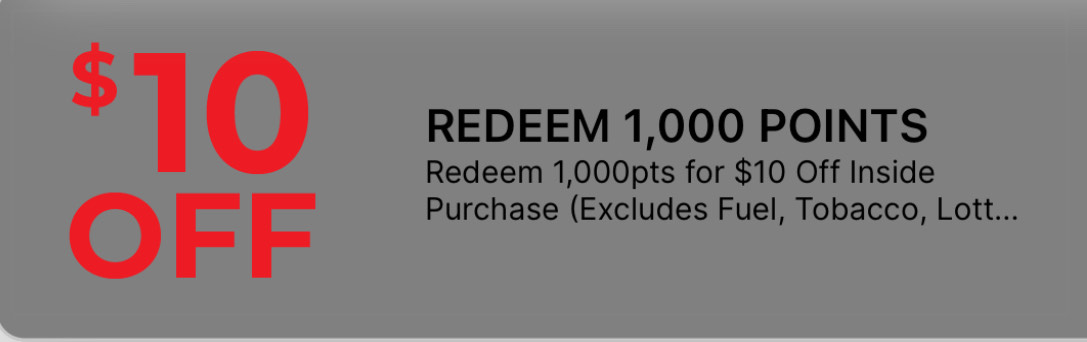 $10
OFF
REDEEM 1,000 POINTS
Redeem 1,000pts for $10 Off Inside
Purchase (Excludes Fuel, Tobacco, Lott...